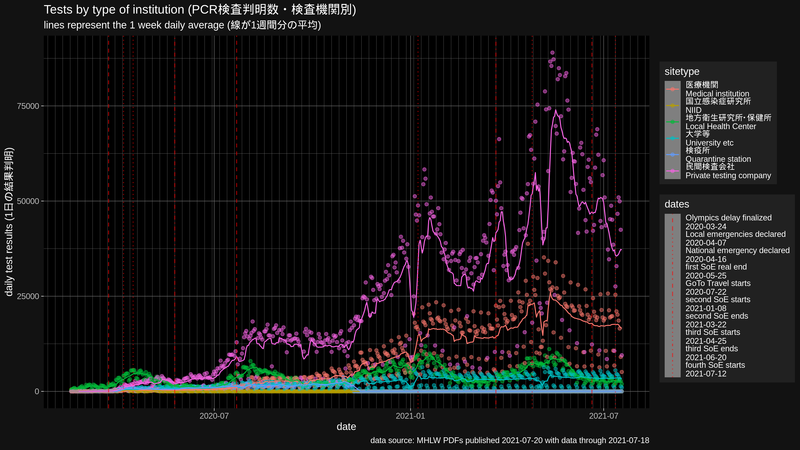 Tests by type of institution (PCR検査判明数・検査機関別)
lines represent the 1 week daily average (線が1週間分の平均)
daily test results (1日の結果判明)
75000
50000
25000
0
2020-07
2021-01
2021-07
date
sitetype
医療機関
Medical institution
国立感染症研究所
NIID
地方衛生研究所・保健所
Local Health Center
大学等
University etc
検疫所
Quarantine station
民間検査会社
Private testing company
dates
Olympics delay finalized
2020-03-24
Local emergencies declared
2020-04-07
National emergency declared
2020-04-16
first SoE real end
2020-05-25
GoTo Travel starts
2020-07-22
second SoE starts
2021-01-08
second SoE ends
2021-03-22
third SoE starts
2021-04-25
third SoE ends
2021-06-20
fourth SoE starts
2021-07-12
data source: MHLW PDFs published 2021-07-20 with data through 2021-07-18